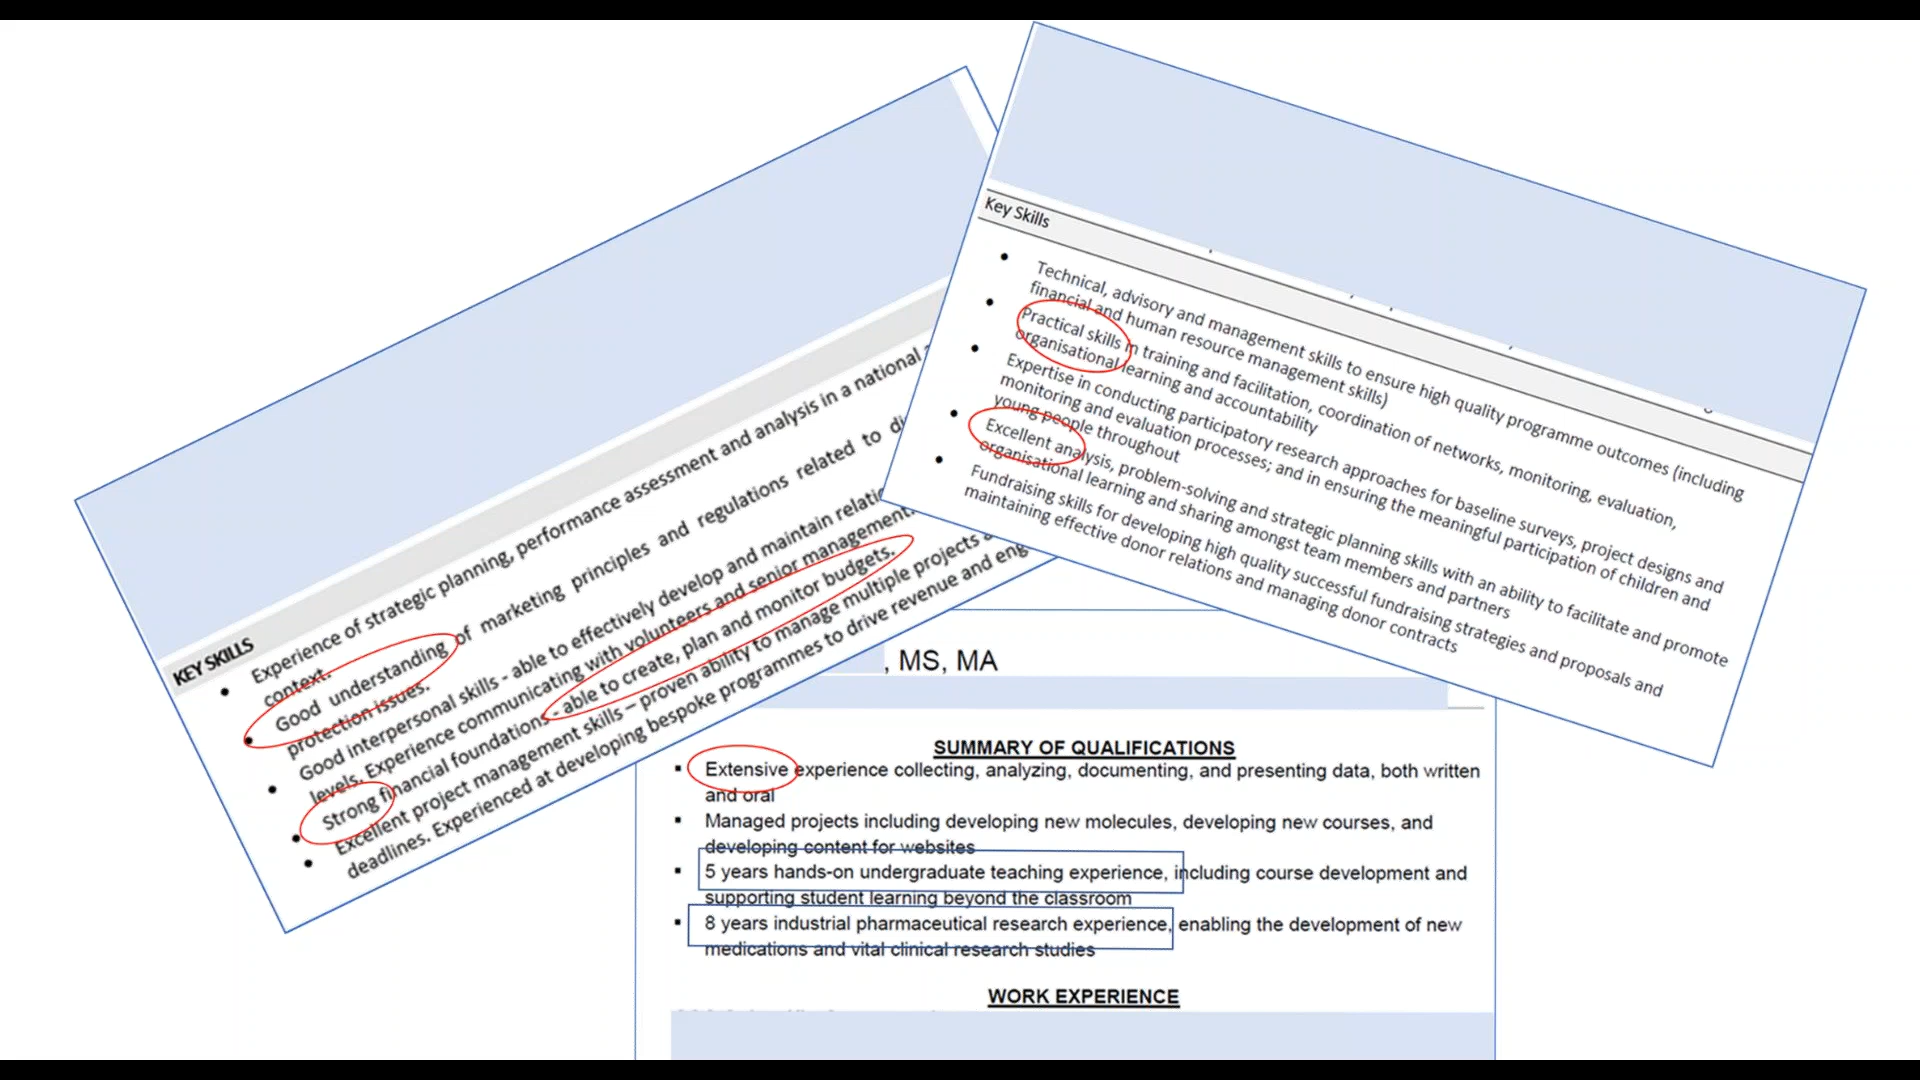 KEY SKILLS
Experience of strategic planning, performance assessment and analysis in a national
context.
Good understanding of marketing principles and regulations related to
protection issues.
Good interpersonal skills - able to effectively develop and maintain
levels. Experience communicating with volunteers and senior management.
Strong financial foundations - able to create, plan and monitor budgets.
Excellent project management skills – proven ability to manage multiple projects
deadlines. Experienced at developing bespoke programmes to drive revenue and
Key Skills
Technical, advisory and management skills to ensure high quality programme outcomes (including
financial and human resource management skills)
Practical skills in training and facilitation, coordination of networks, monitoring, evaluation,
organisational learning and accountability
Expertise in conducting participatory research approaches for baseline surveys, project designs and
monitoring and evaluation processes; and in ensuring the meaningful participation of children and
young people throughout
Excellent analysis, problem-solving and strategic planning skills with an ability to facilitate and promote
organisational learning and sharing amongst team members and partners
Fundraising skills for developing high quality successful fundraising strategies and proposals and
maintaining effective donor relations and managing donor contracts
, MS, MA
SUMMARY OF QUALIFICATIONS
Extensive experience collecting, analyzing, documenting, and presenting data, both written
and oral
Managed projects including developing new molecules, developing new courses, and
developing content for websites
5 years hands-on undergraduate teaching experience, including course development and
supporting student learning beyond the classroom
8 years industrial pharmaceutical research experience, enabling the development of new
medications and vital clinical research studies
WORK EXPERIENCE